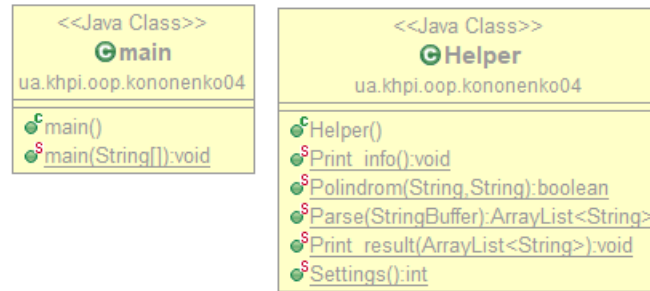 <<Java Class>>
main
ua.khpi.oop.kononenko04
main()
main(String[]):void
<<Java Class>>
Helper
ua.khpi.oop.kononenko04
Helper()
Print_info():void
Polindrom(String,String):boolean
Parse(StringBuffer):ArrayList<String>
Print_result(ArrayList<String>):void
Settings():int